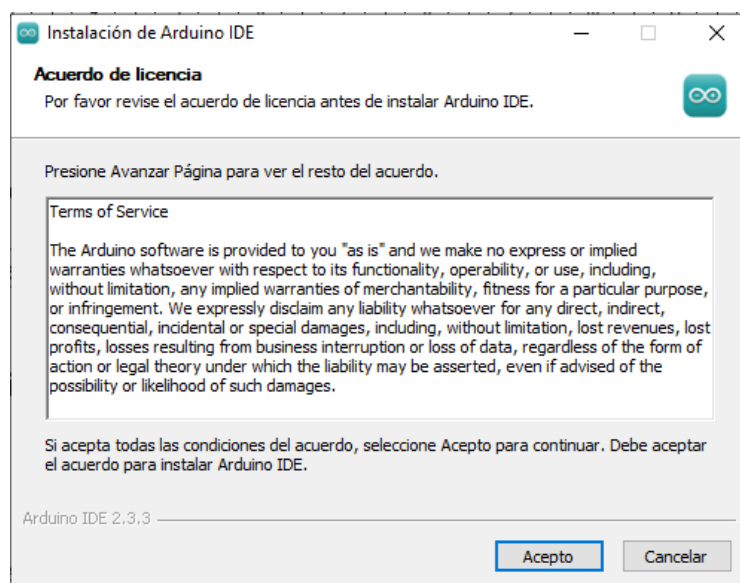 Instalación de Arduino IDE
Acuerdo de licencia
Por favor revise el acuerdo de licencia antes de instalar Arduino IDE.
Presione Avanzar Página para ver el resto del acuerdo.
Terms of Service
The Arduino software is provided to you "as is" and we make no express or implied
warranties whatsoever with respect to its functionality, operability, or use, including,
without limitation, any implied warranties of merchantability, fitness for a particular purpose,
or infringement. We expressly disclaim any liability whatsoever for any direct, indirect,
consequential, incidental or special damages, including, without limitation, lost revenues, lost
profits, losses resulting from business interruption or loss of data, regardless of the form of
action or legal theory under which the liability may be asserted, even if advised of the
possibility or likelihood of such damages.
Si acepta todas las condiciones del acuerdo, seleccione Acepto para continuar. Debe aceptar
el acuerdo para instalar Arduino IDE.
Arduino IDE 2.3.3
Acepto
Cancelar